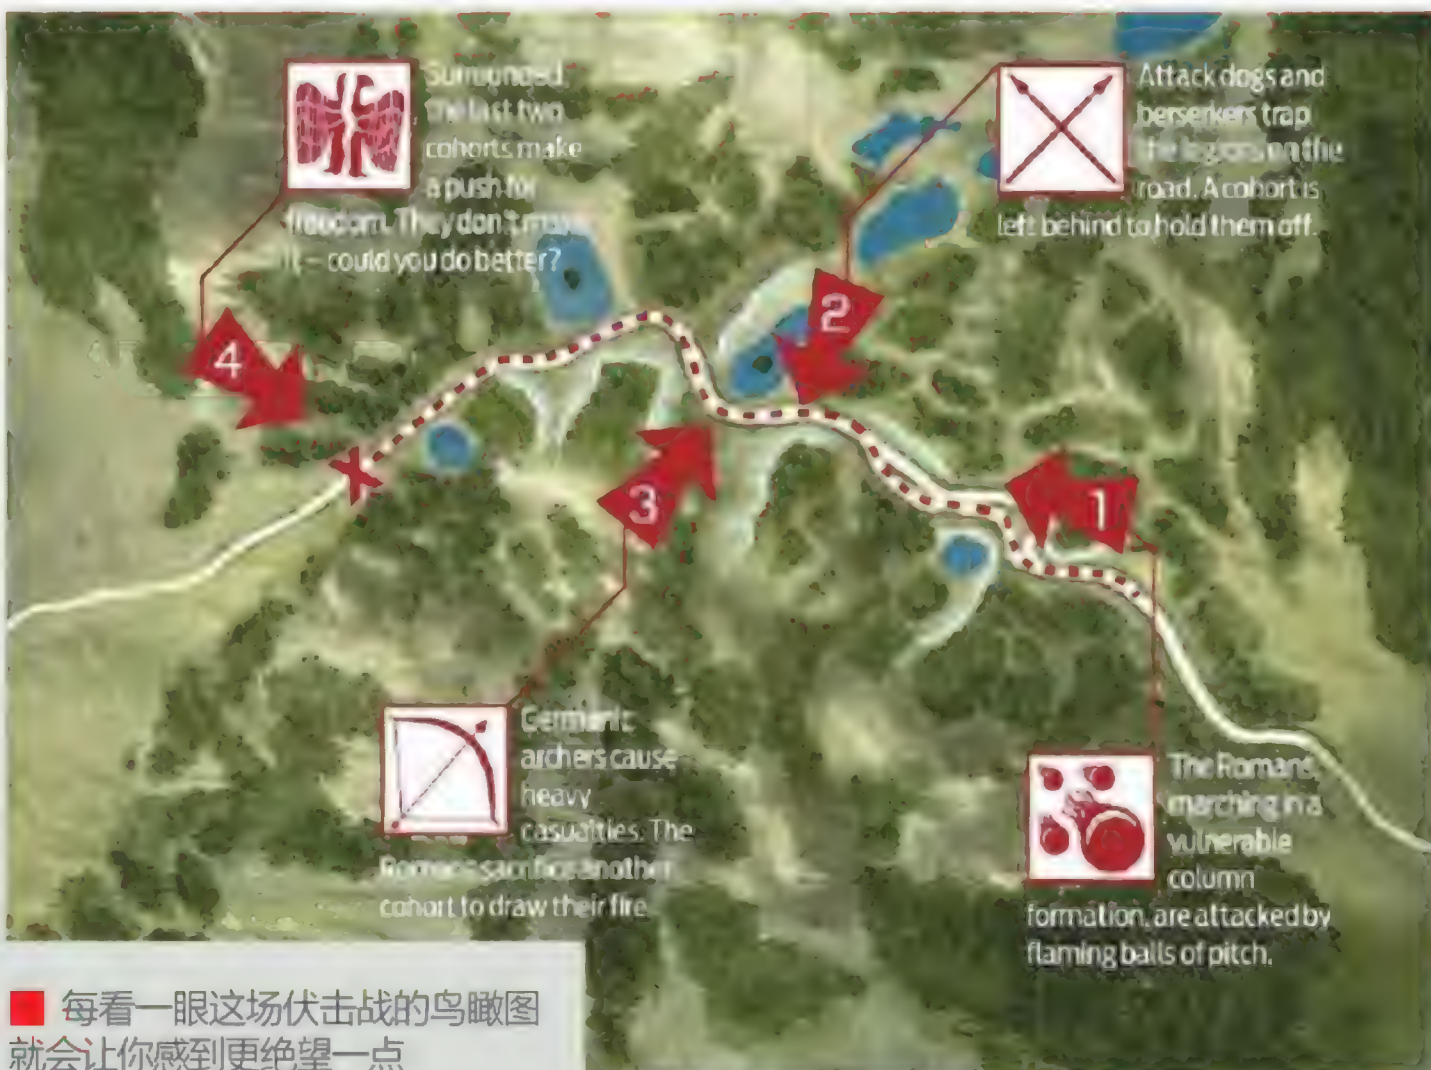 Surrounded,
the last two
cohorts make
a push for
freedom. They don't
it – could you do better?
Attack dogs and
berserkers trap
the legions on the
road. A cohort is
left behind to hold them off.
4
2
3
1
Germanic
archers cause
heavy
casualties. The
Romans sacrifice another
cohort to draw their fire.
The Romans,
marching in a
vulnerable
column
formation, are attacked by
flaming balls of pitch.
每看一眼这场伏击战的鸟瞰图
就会让你感到更绝望一点